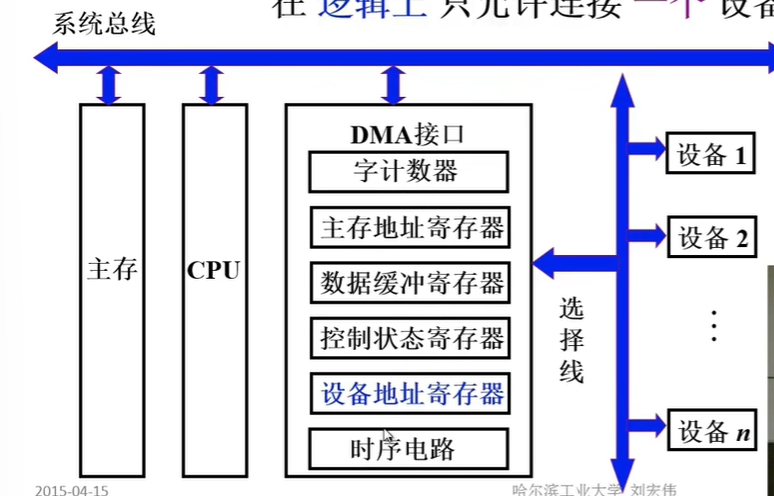 在 逻辑上 只允许连接 一个 设备
系统总线
DMA接口
字计数器
主存地址寄存器
数据缓冲寄存器
控制状态寄存器
设备地址寄存器
时序电路
主存
CPU
选择线
设备 1
设备 2
⋮
设备 n
2015-04-15
哈尔滨工业大学 刘宏伟